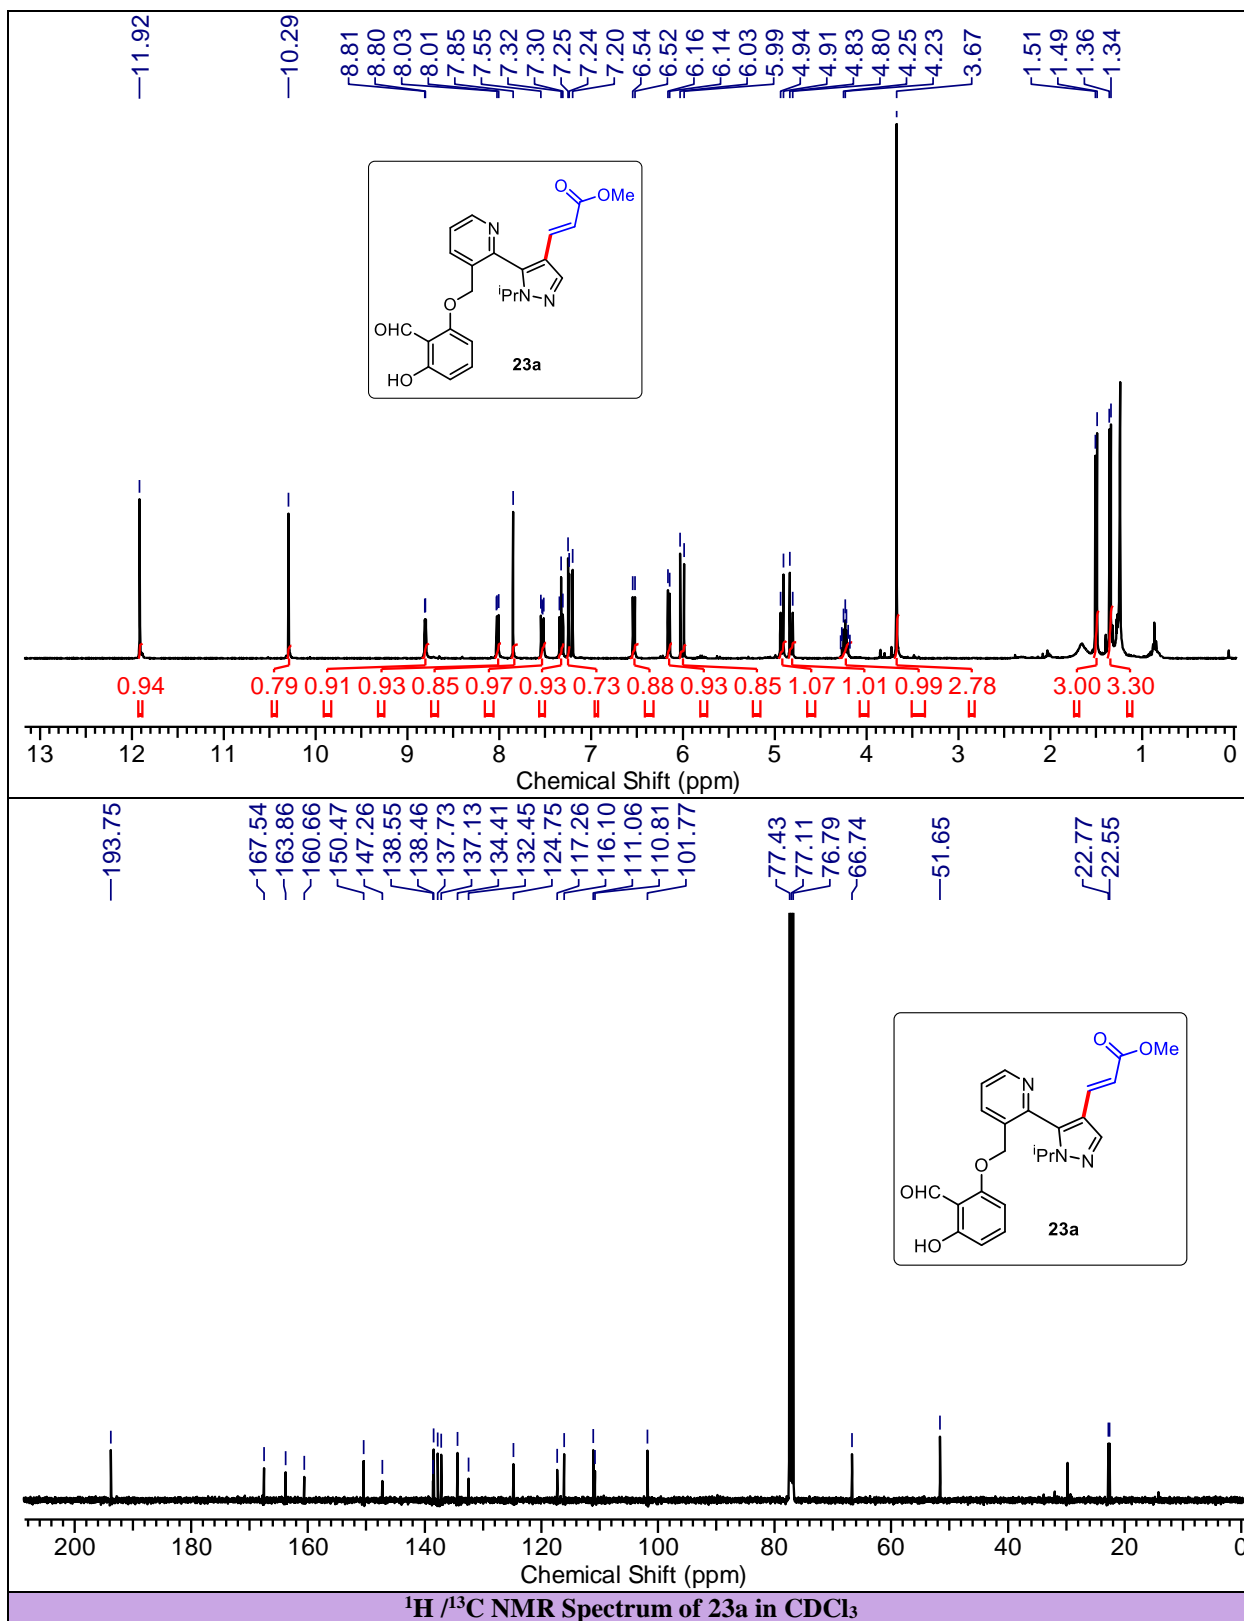 11.92
10.29
8.81
8.80
8.03
8.01
7.85
7.55
7.32
7.30
7.25
7.24
7.20
6.54
6.52
6.16
6.14
6.03
5.99
4.94
4.91
4.83
4.80
4.25
4.23
3.67
1.51
1.49
1.36
1.34
O
OMe
N
iPr
N
N
O
OHC
HO
23a
0.94 0.79 0.91 0.93 0.85 0.97 0.93 0.73 0.88 0.93 0.85 1.07 1.01 0.99 2.78 3.00 3.30
13 12 11 10 9 8 7 6 5 4 3 2 1 0
Chemical Shift (ppm)
193.75
167.54
163.86
160.66
150.47
147.26
138.55
138.46
137.73
137.13
134.41
132.45
124.75
117.26
116.10
111.06
110.81
101.77
77.43
77.11
76.79
66.74
51.65
22.77
22.55
O
OMe
N
iPr
N
N
O
OHC
HO
23a
200 180 160 140 120 100 80 60 40 20 0
Chemical Shift (ppm)
¹H /¹³C NMR Spectrum of 23a in CDCl₃